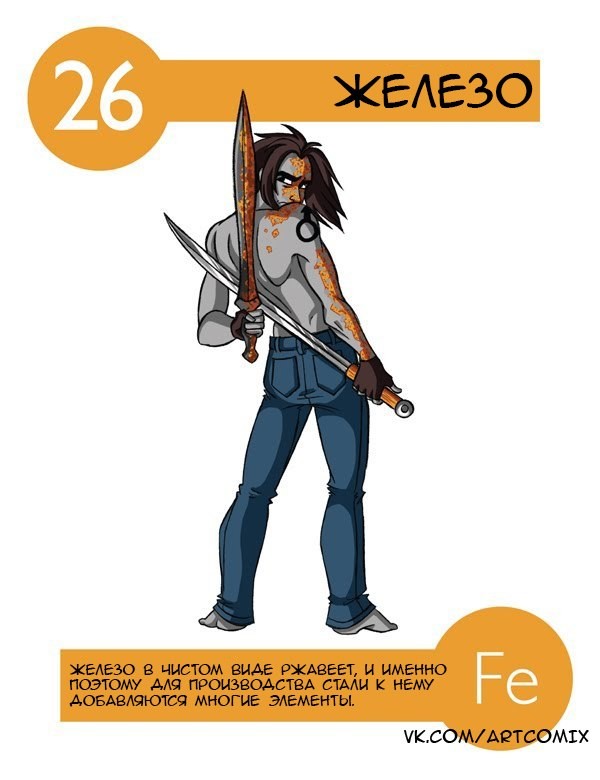 26
ЖЕЛЕЗО
ЖЕЛЕЗО В ЧИСТОМ ВИДЕ РЖАВЕЕТ, И ИМЕННО
ПОЭТОМУ ДЛЯ ПРОИЗВОДСТВА СТАЛИ К НЕМУ
ДОБАВЛЯЮТСЯ МНОГИЕ ЭЛЕМЕНТЫ.
Fe
VK.COM/ARTCOMIX